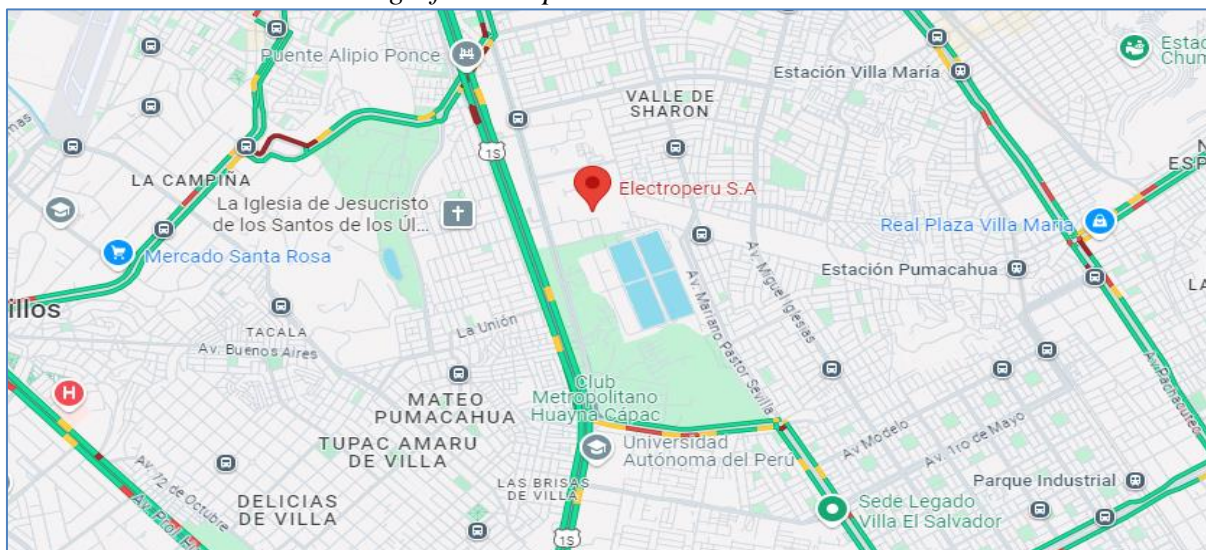 Puente Alipio Ponce
Estación Villa María
VALLE DE
SHARON
1S
LA CAMPIÑA
Electroperu S.A
La Iglesia de Jesucristo
de los Santos de los Úl...
Real Plaza Villa Maria
Mercado Santa Rosa
Estación Pumacahua
Av. Mariano Pastor Sevilla
Av. Miguel Iglesias
illos
La Unión
TACALA
Av. Buenos Aires
H
MATEO
PUMACAHUA
Club
Metropolitano
Huayna Cápac
Av. Pachacutec
TUPAC AMARU
DE VILLA
Universidad
Autónoma del Perú
Av Modelo
Av. 1ro de Mayo
LAS BRISAS
DE VILLA
Parque Industrial
DELICIAS
DE VILLA
Sede Legado
Villa El Salvador
1S